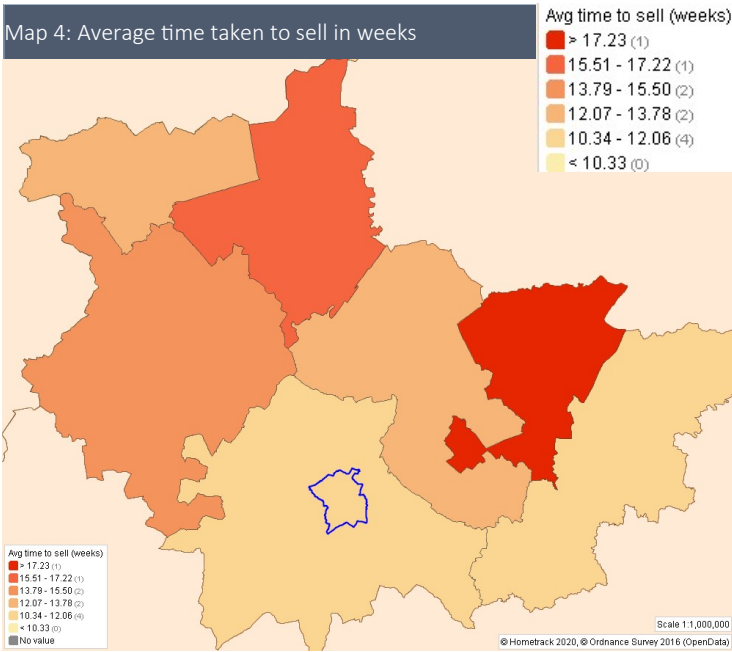 Map 4: Average time taken to sell in weeks
Avg time to sell (weeks)
> 17.23 (1)
15.51 - 17.22 (1)
13.79 - 15.50 (2)
12.07 - 13.78 (2)
10.34 - 12.06 (4)
< 10.33 (0)
Avg time to sell (weeks)
> 17.23 (1)
15.51 - 17.22 (1)
13.79 - 15.50 (2)
12.07 - 13.78 (2)
10.34 - 12.06 (4)
< 10.33 (0)
No value
Scale 1:1,000,000
© Hometrack 2020, © Ordnance Survey 2016 (OpenData)